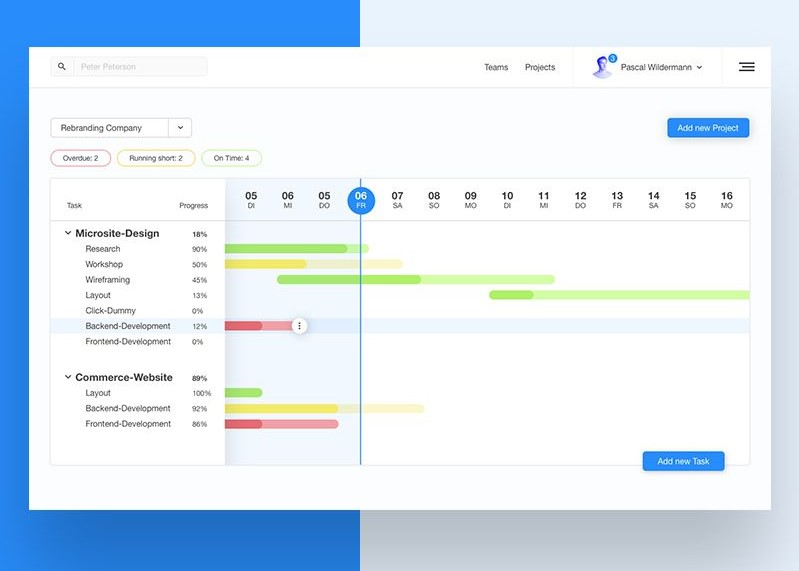 Peter Peterson
Teams
Projects
3
Pascal Wildermann
Rebranding Company
Add new Project
Overdue: 2
Running short: 2
On Time: 4
Task
Progress
05 06 05 06 07 08 09 10 11 12 13 14 15 16
DI MI DO FR SA SO MO DI MI DO FR SA SO MO
Microsite-Design 18%
Research 90%
Workshop 50%
Wireframing 45%
Layout 13%
Click-Dummy 0%
Backend-Development 12%
Frontend-Development 0%
Commerce-Website 89%
Layout 100%
Backend-Development 92%
Frontend-Development 86%
Add new Task